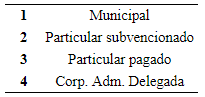 1 Municipal
2 Particular subvencionado
3 Particular pagado
4 Corp. Adm. Delegada